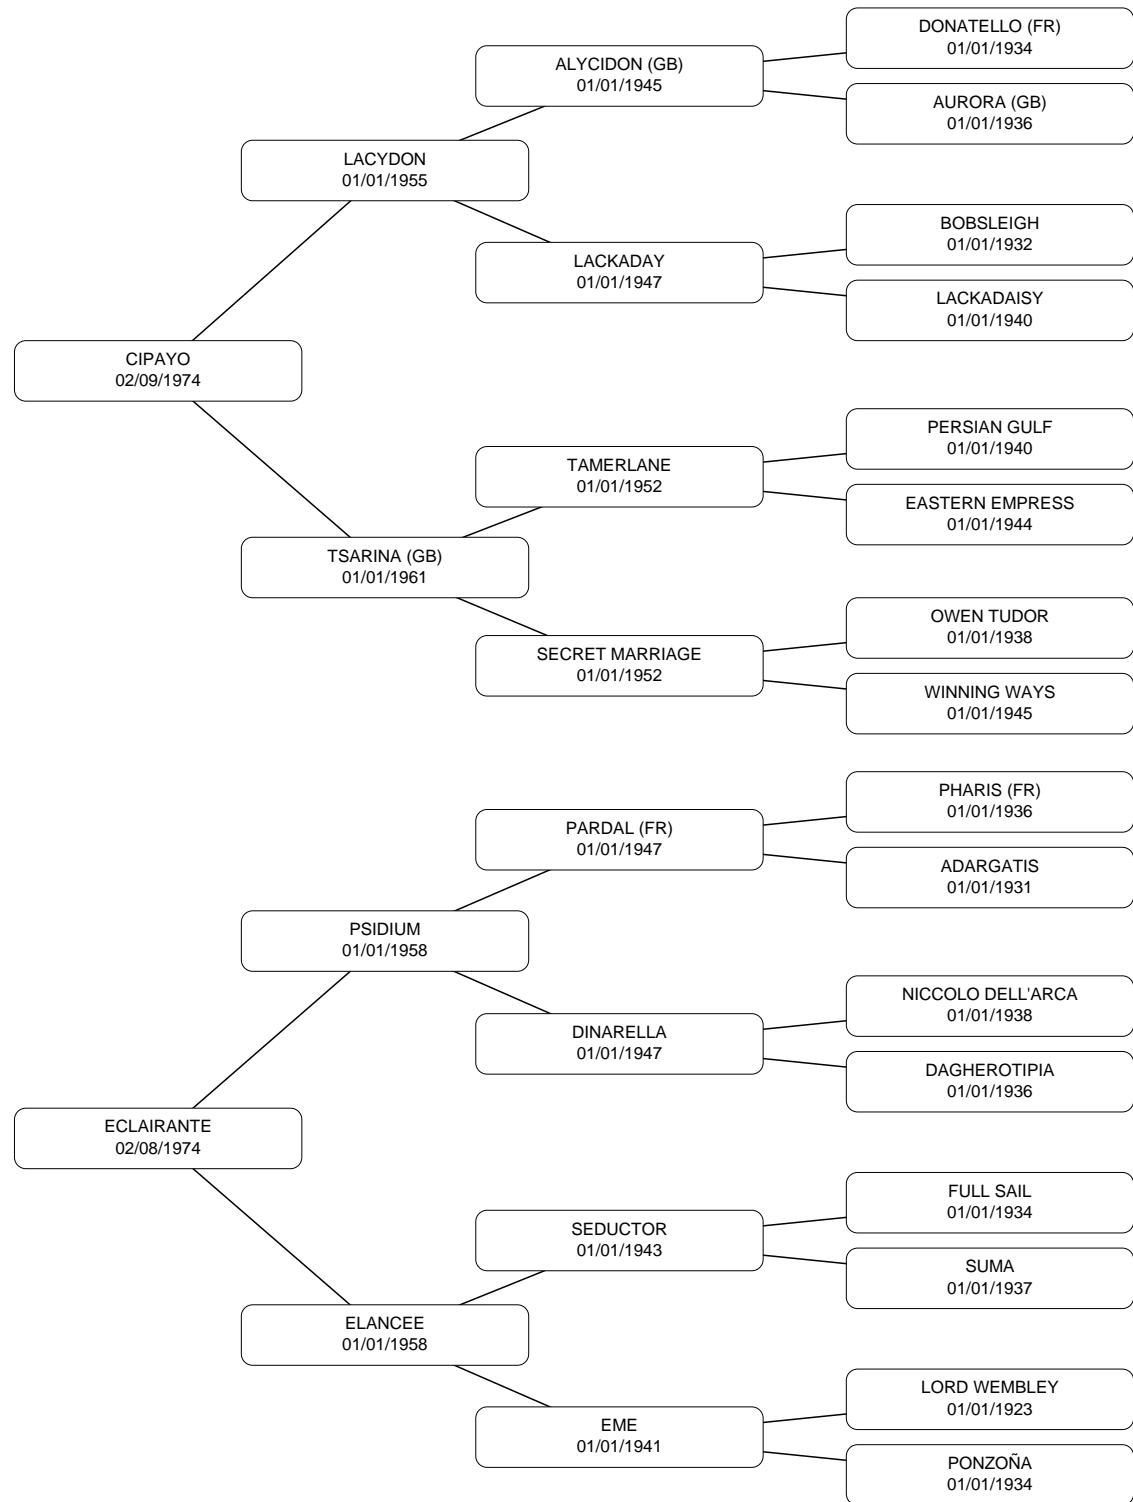 DONATELLO (FR)
01/01/1934
ALYCIDON (GB)
01/01/1945
AURORA (GB)
01/01/1936
LACYDON
01/01/1955
BOBSLEIGH
01/01/1932
LACKADAY
01/01/1947
LACKADAISY
01/01/1940
CIPAYO
02/09/1974
PERSIAN GULF
01/01/1940
TAMERLANE
01/01/1952
EASTERN EMPRESS
01/01/1944
TSARINA (GB)
01/01/1961
OWEN TUDOR
01/01/1938
SECRET MARRIAGE
01/01/1952
WINNING WAYS
01/01/1945
PHARIS (FR)
01/01/1936
PARDAL (FR)
01/01/1947
ADARGATIS
01/01/1931
PSIDIUM
01/01/1958
NICCOLO DELL'ARCA
01/01/1938
DINARELLA
01/01/1947
DAGHEROTIPIA
01/01/1936
ECLAIRANTE
02/08/1974
FULL SAIL
01/01/1934
SEDUCTOR
01/01/1943
SUMA
01/01/1937
ELANCEE
01/01/1958
LORD WEMBLEY
01/01/1923
EME
01/01/1941
PONZOÑA
01/01/1934